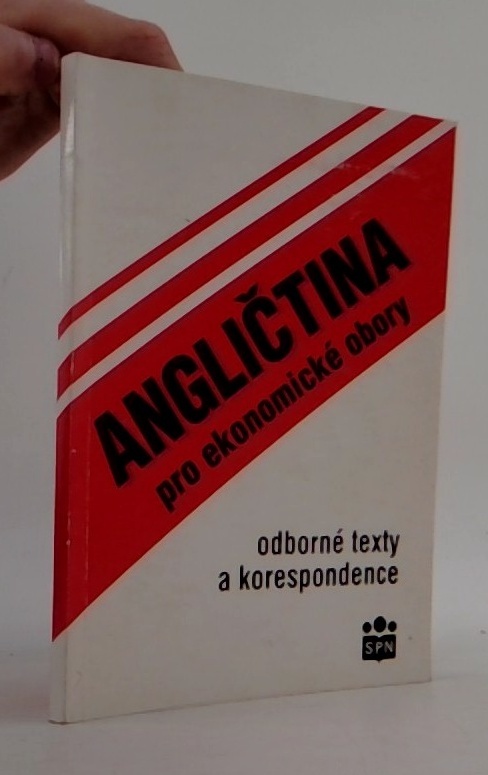 ANGLIČTINA
pro ekonomické obory
odborné texty
a korespondence
SPN